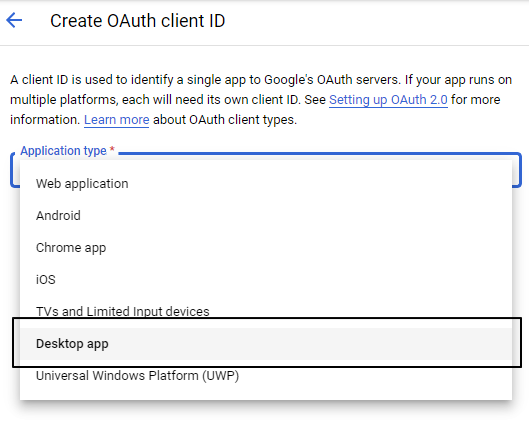 Create OAuth client ID
A client ID is used to identify a single app to Google's OAuth servers. If your app runs on
multiple platforms, each will need its own client ID. See Setting up OAuth 2.0 for more
information. Learn more about OAuth client types.
Application type *
Web application
Android
Chrome app
iOS
TVs and Limited Input devices
Desktop app
Universal Windows Platform (UWP)